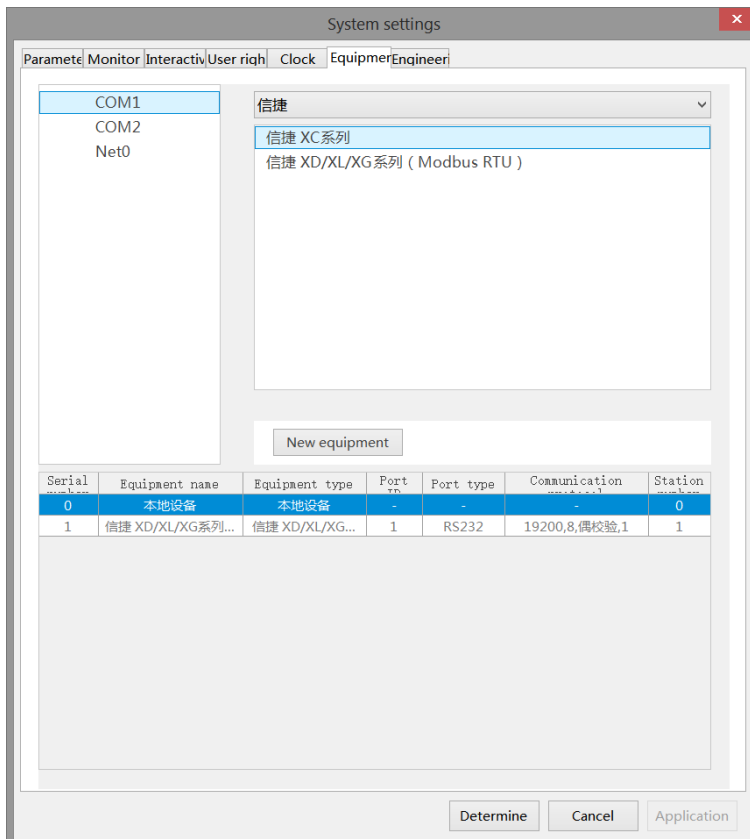 System settings
Paramete Monitor Interactiv User righ Clock Equipmer Engineeri
COM1
COM2
Net0
信捷
信捷 XC系列
信捷 XD/XL/XG系列（Modbus RTU）
New equipment
Serial Equipment name Equipment type Port ID Port type Communication Station
0 本地设备 本地设备 - - - 0
1 信捷 XD/XL/XG系列... 信捷 XD/XL/XG... 1 RS232 19200,8,偶校验,1 1
Determine Cancel Application